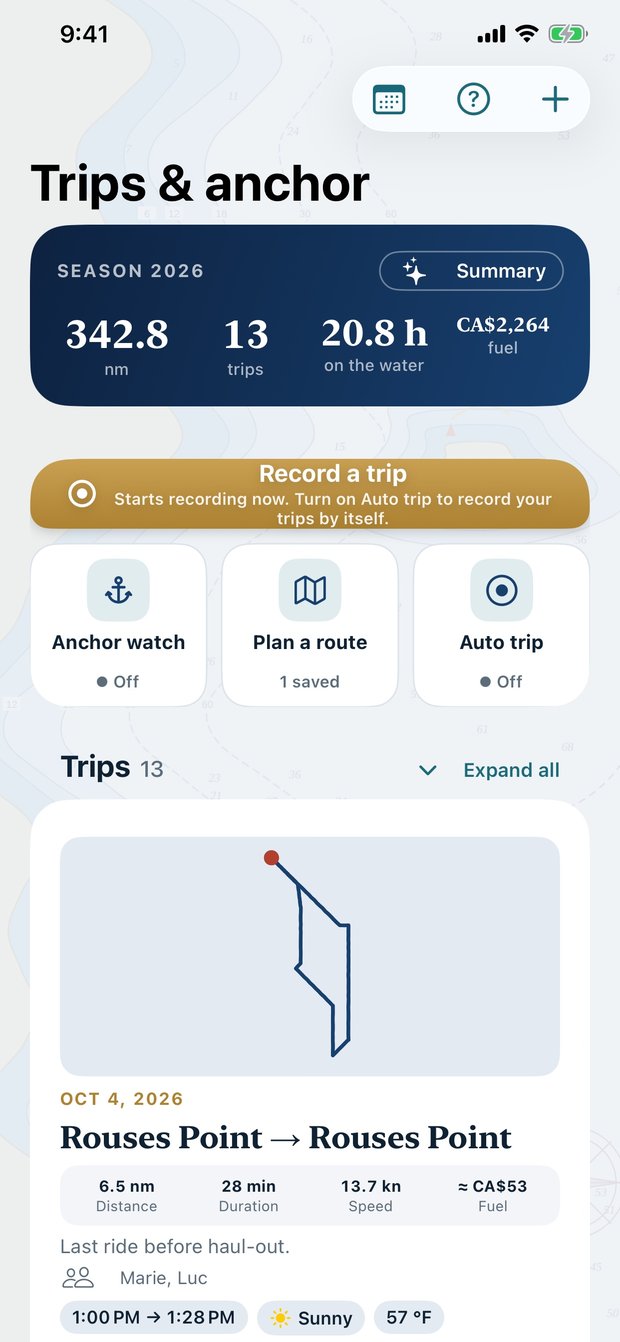 9:41
Trips & anchor
SEASON 2026
Summary
342.8
nm
13
trips
20.8 h
on the water
CA$2,264
fuel
Record a trip
Starts recording now. Turn on Auto trip to record your
trips by itself.
Anchor watch
Off
Plan a route
1 saved
Auto trip
Off
Trips 13
Expand all
OCT 4, 2026
Rouses Point → Rouses Point
6.5 nm
Distance
28 min
Duration
13.7 kn
Speed
≈ CA$53
Fuel
Last ride before haul-out.
Marie, Luc
1:00 PM → 1:28 PM
Sunny
57 °F